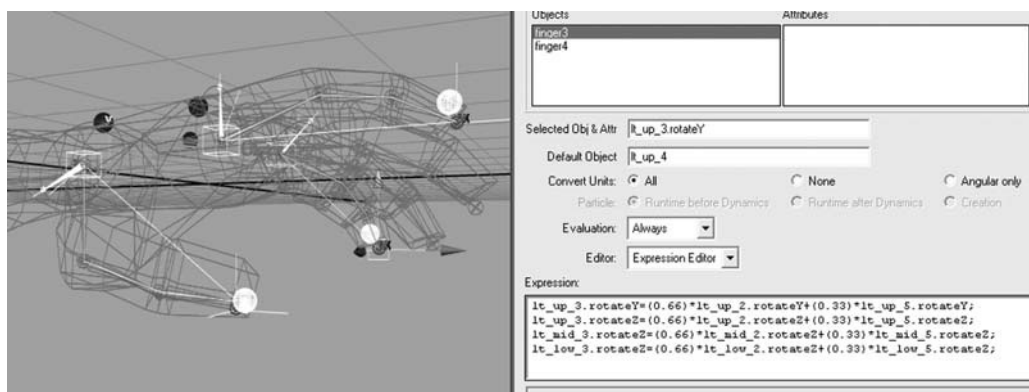 Objects
Attributes
finger3
finger4
Selected Obj & Attr lt_up_3.rotateY
Default Object lt_up_4
Convert Units: All None Angular only
Particle: Runtime before Dynamics Runtime after Dynamics Creation
Evaluation: Always
Editor: Expression Editor
Expression:
lt_up_3.rotateY=(0.66)*lt_up_2.rotateY+(0.33)*lt_up_5.rotateY;
lt_up_3.rotateZ=(0.66)*lt_up_2.rotateZ+(0.33)*lt_up_5.rotateZ;
lt_mid_3.rotateZ=(0.66)*lt_mid_2.rotateZ+(0.33)*lt_mid_5.rotateZ;
lt_low_3.rotateZ=(0.66)*lt_low_2.rotateZ+(0.33)*lt_low_5.rotateZ;